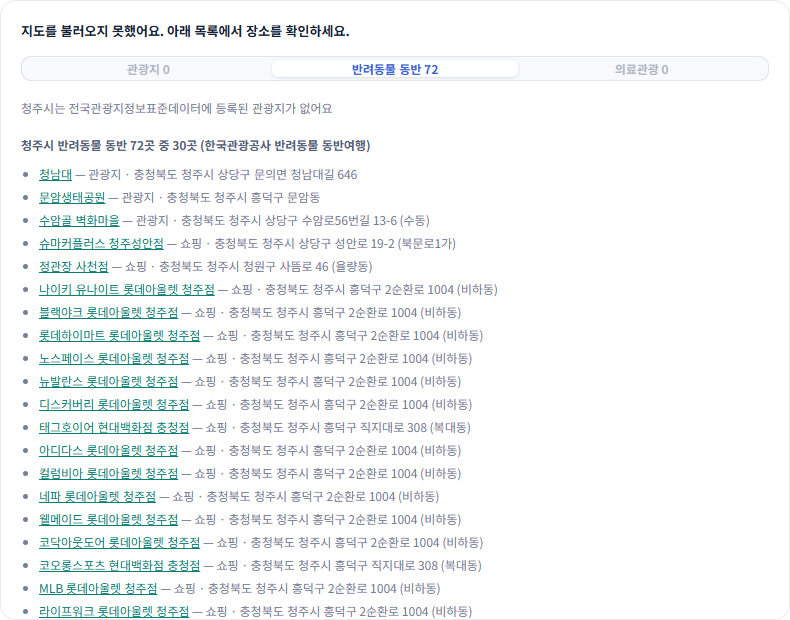 지도를 불러오지 못했어요. 아래 목록에서 장소를 확인하세요.
관광지 0
반려동물 동반 72
의료관광 0
청주시는 전국관광지정보표준데이터에 등록된 관광지가 없어요
청주시 반려동물 동반 72곳 중 30곳 (한국관광공사 반려동물 동반여행)
청남대 — 관광지 · 충청북도 청주시 상당구 문의면 청남대길 646
문암생태공원 — 관광지 · 충청북도 청주시 흥덕구 문암동
수암골 벽화마을 — 관광지 · 충청북도 청주시 상당구 수암로56번길 13-6 (수동)
슈마커플러스 청주성안점 — 쇼핑 · 충청북도 청주시 상당구 성안로 19-2 (북문로1가)
정관장 사천점 — 쇼핑 · 충청북도 청주시 청원구 사뜸로 46 (율량동)
나이키 유나이트 롯데아울렛 청주점 — 쇼핑 · 충청북도 청주시 흥덕구 2순환로 1004 (비하동)
블랙야크 롯데아울렛 청주점 — 쇼핑 · 충청북도 청주시 흥덕구 2순환로 1004 (비하동)
롯데하이마트 롯데아울렛 청주점 — 쇼핑 · 충청북도 청주시 흥덕구 2순환로 1004 (비하동)
노스페이스 롯데아울렛 청주점 — 쇼핑 · 충청북도 청주시 흥덕구 2순환로 1004 (비하동)
뉴발란스 롯데아울렛 청주점 — 쇼핑 · 충청북도 청주시 흥덕구 2순환로 1004 (비하동)
디스커버리 롯데아울렛 청주점 — 쇼핑 · 충청북도 청주시 흥덕구 2순환로 1004 (비하동)
태그호이어 현대백화점 충청점 — 쇼핑 · 충청북도 청주시 흥덕구 직지대로 308 (복대동)
아디다스 롯데아울렛 청주점 — 쇼핑 · 충청북도 청주시 흥덕구 2순환로 1004 (비하동)
컬럼비아 롯데아울렛 청주점 — 쇼핑 · 충청북도 청주시 흥덕구 2순환로 1004 (비하동)
네파 롯데아울렛 청주점 — 쇼핑 · 충청북도 청주시 흥덕구 2순환로 1004 (비하동)
웰메이드 롯데아울렛 청주점 — 쇼핑 · 충청북도 청주시 흥덕구 2순환로 1004 (비하동)
코닥아웃도어 롯데아울렛 청주점 — 쇼핑 · 충청북도 청주시 흥덕구 2순환로 1004 (비하동)
코오롱스포츠 현대백화점 충청점 — 쇼핑 · 충청북도 청주시 흥덕구 직지대로 308 (복대동)
MLB 롯데아울렛 청주점 — 쇼핑 · 충청북도 청주시 흥덕구 2순환로 1004 (비하동)
라이프워크 롯데아울렛 청주점 — 쇼핑 · 충청북도 청주시 흥덕구 2순환로 1004 (비하동)